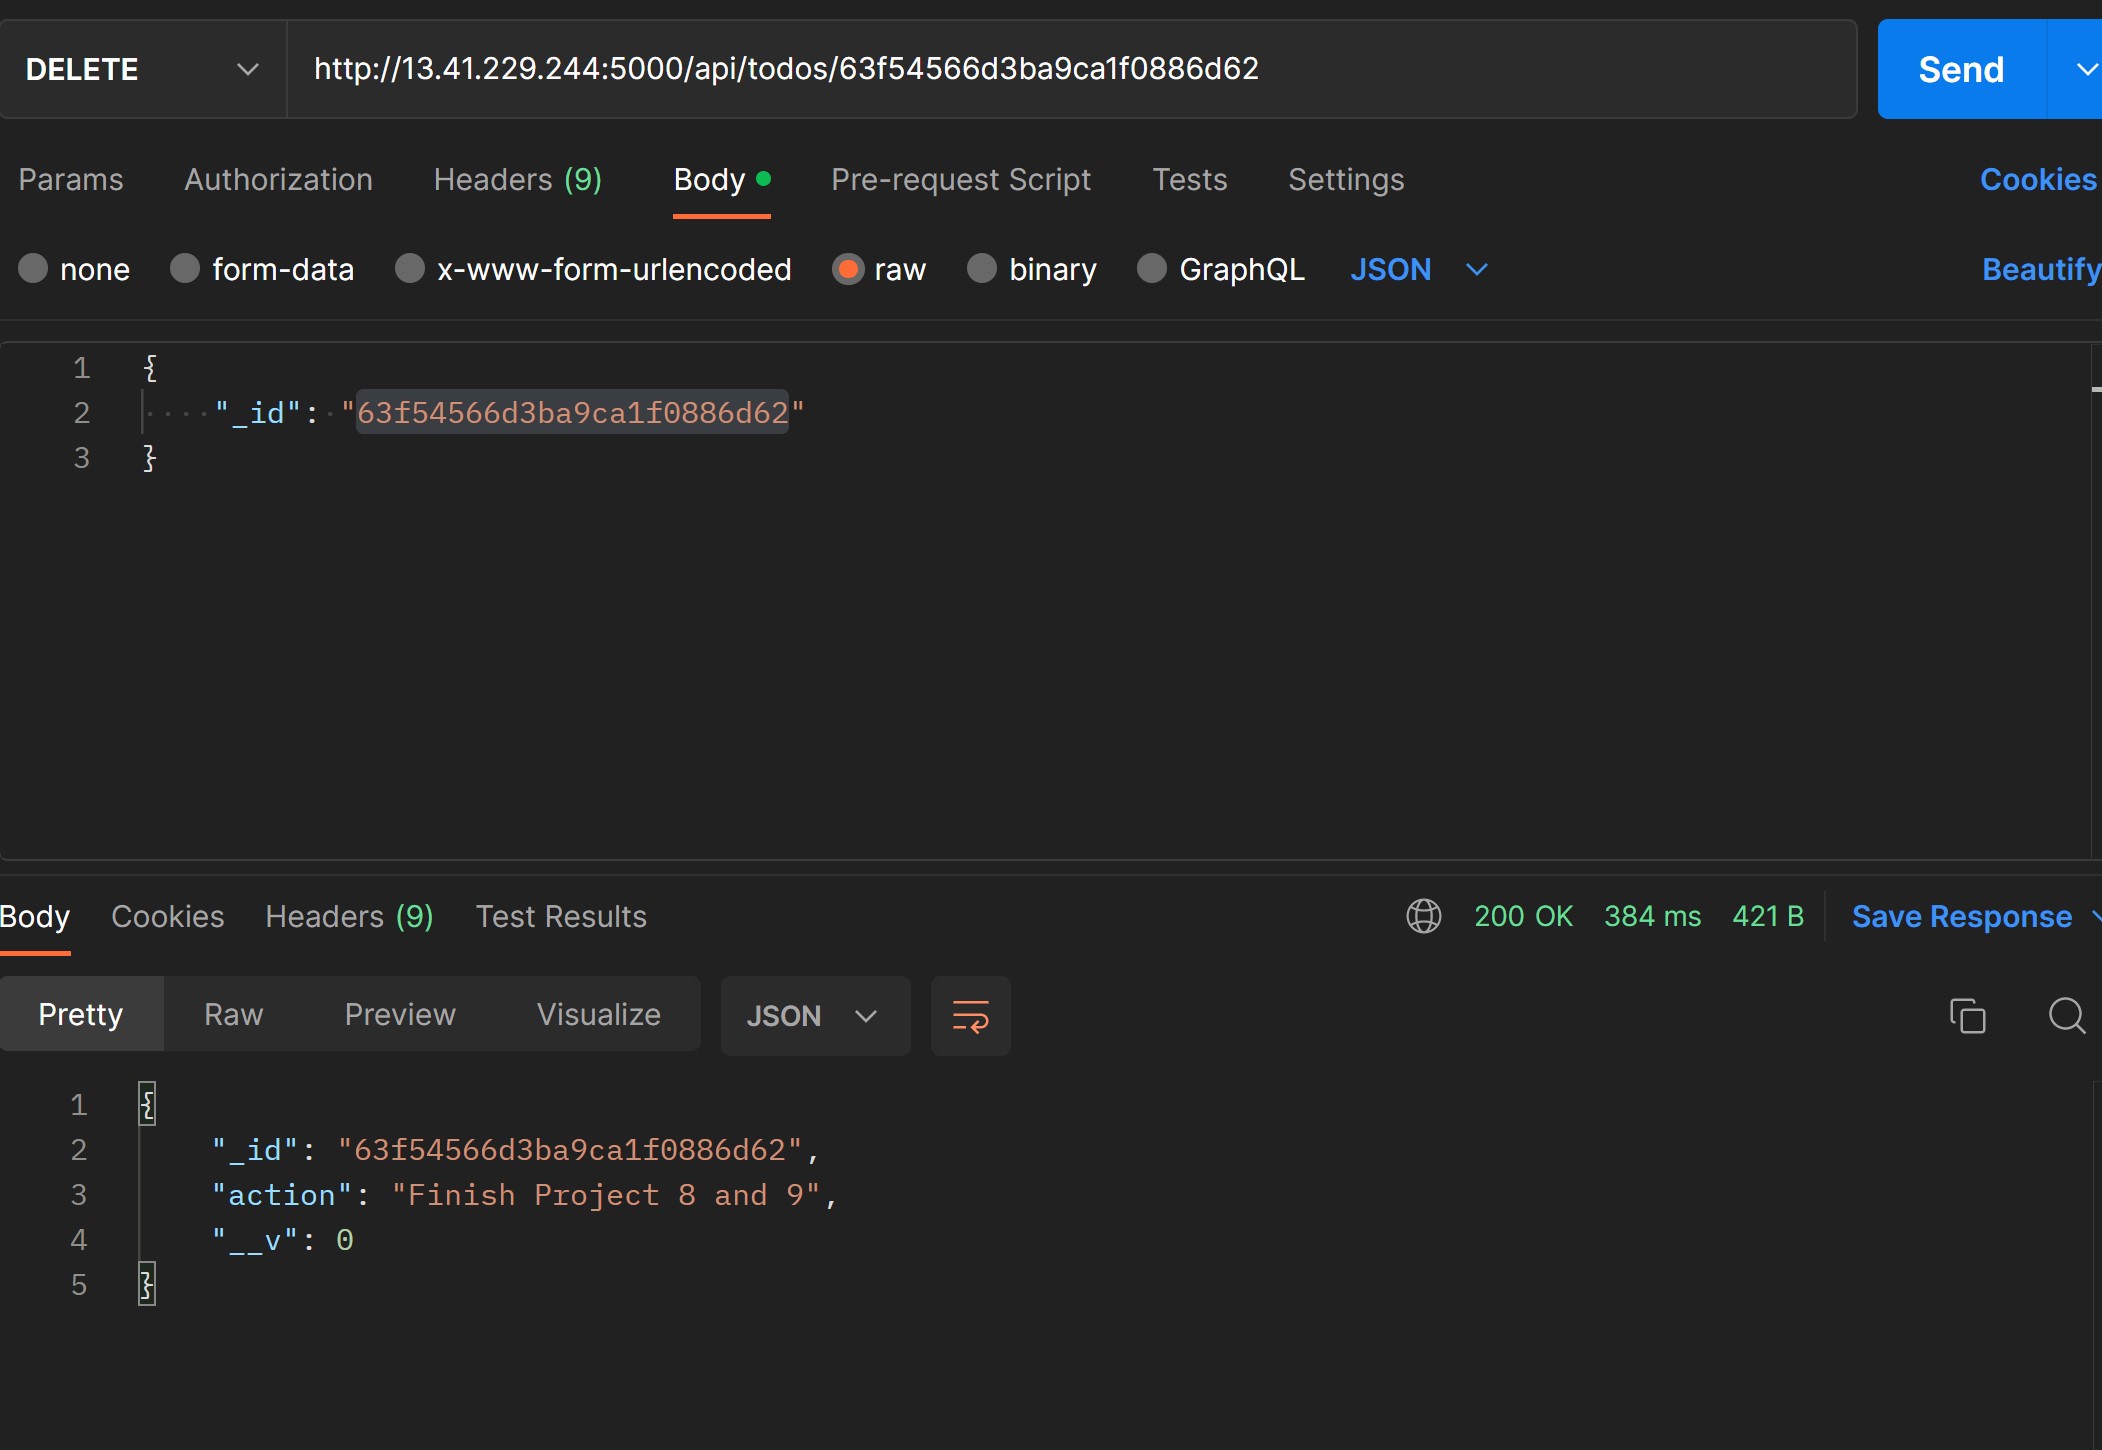 DELETE http://13.41.229.244:5000/api/todos/63f54566d3ba9ca1f0886d62 Send
Params Authorization Headers (9) Body Pre-request Script Tests Settings Cookies
none form-data x-www-form-urlencoded raw binary GraphQL JSON Beautify
1 {
2 "_id": "63f54566d3ba9ca1f0886d62"
3 }
Body Cookies Headers (9) Test Results 200 OK 384 ms 421 B Save Response
Pretty Raw Preview Visualize JSON
1 {
2 "_id": "63f54566d3ba9ca1f0886d62",
3 "action": "Finish Project 8 and 9",
4 "__v": 0
5 }